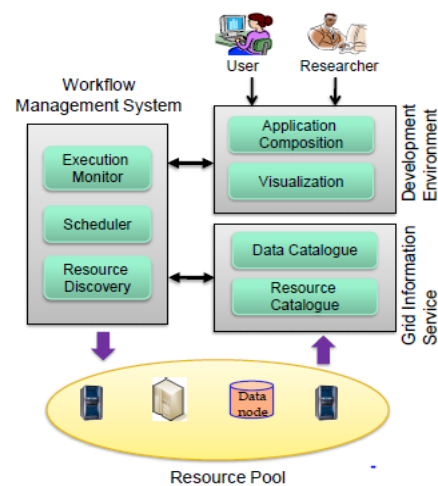 User
Researcher
Workflow
Management System
Execution
Monitor
Scheduler
Resource
Discovery
Application
Composition
Visualization
Development
Environment
Data Catalogue
Resource
Catalogue
Grid Information
Service
Data
node
Resource Pool